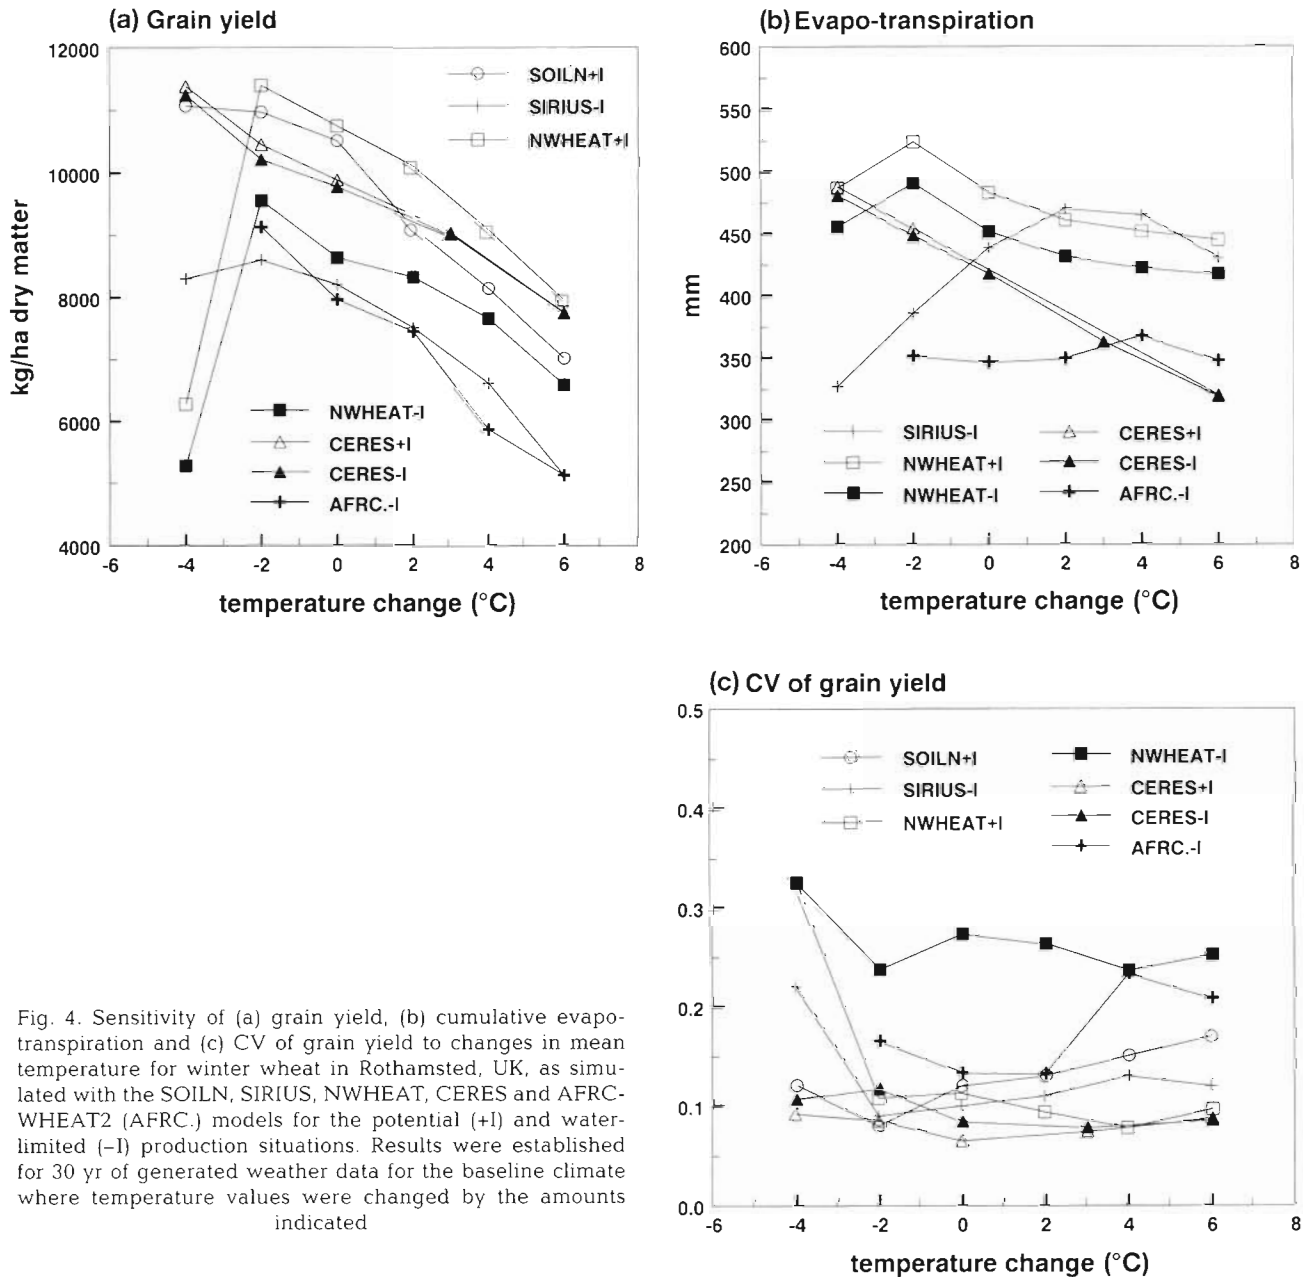 (a) Grain yield
12000
10000
8000
6000
4000
kg/ha dry matter
SOILN+I
SIRIUS-I
NWHEAT+I
NWHEAT-I
CERES+I
CERES-I
AFRC.-I
-6 -4 -2 0 2 4 6 8
temperature change (°C)
(b) Evapo-transpiration
600
550
500
450
400
350
300
250
200
mm
SIRIUS-I
NWHEAT+I
NWHEAT-I
CERES+I
CERES-I
AFRC.-I
-6 -4 -2 0 2 4 6 8
temperature change (°C)
(c) CV of grain yield
0.5
0.4
0.3
0.2
0.1
0.0
SOILN+I
SIRIUS-I
NWHEAT+I
NWHEAT-I
CERES+I
CERES-I
AFRC.-I
-6 -4 -2 0 2 4 6 8
temperature change (°C)
Fig. 4. Sensitivity of (a) grain yield, (b) cumulative evapo-
transpiration and (c) CV of grain yield to changes in mean
temperature for winter wheat in Rothamsted, UK, as simu-
lated with the SOILN, SIRIUS, NWHEAT, CERES and AFRC-
WHEAT2 (AFRC.) models for the potential (+I) and water-
limited (–I) production situations. Results were established
for 30 yr of generated weather data for the baseline climate
where temperature values were changed by the amounts
indicated